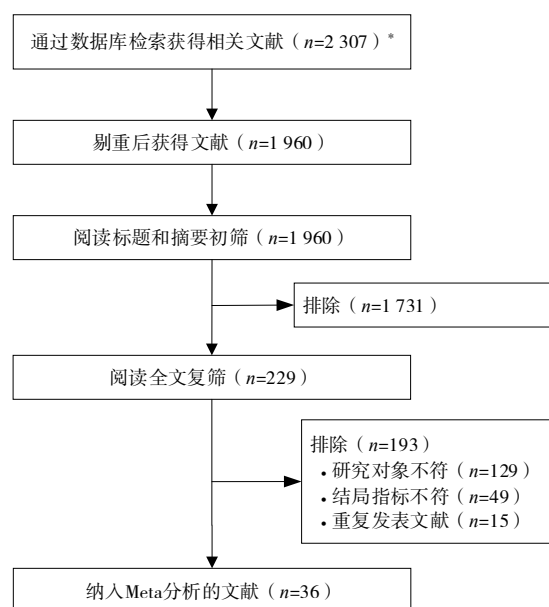 通过数据库检索获得相关文献（n=2 307）*
剔重后获得文献（n=1 960）
阅读标题和摘要初筛（n=1 960）
排除（n=1 731）
阅读全文复筛（n=229）
排除（n=193）
• 研究对象不符（n=129）
• 结局指标不符（n=49）
• 重复发表文献（n=15）
纳入Meta分析的文献（n=36）